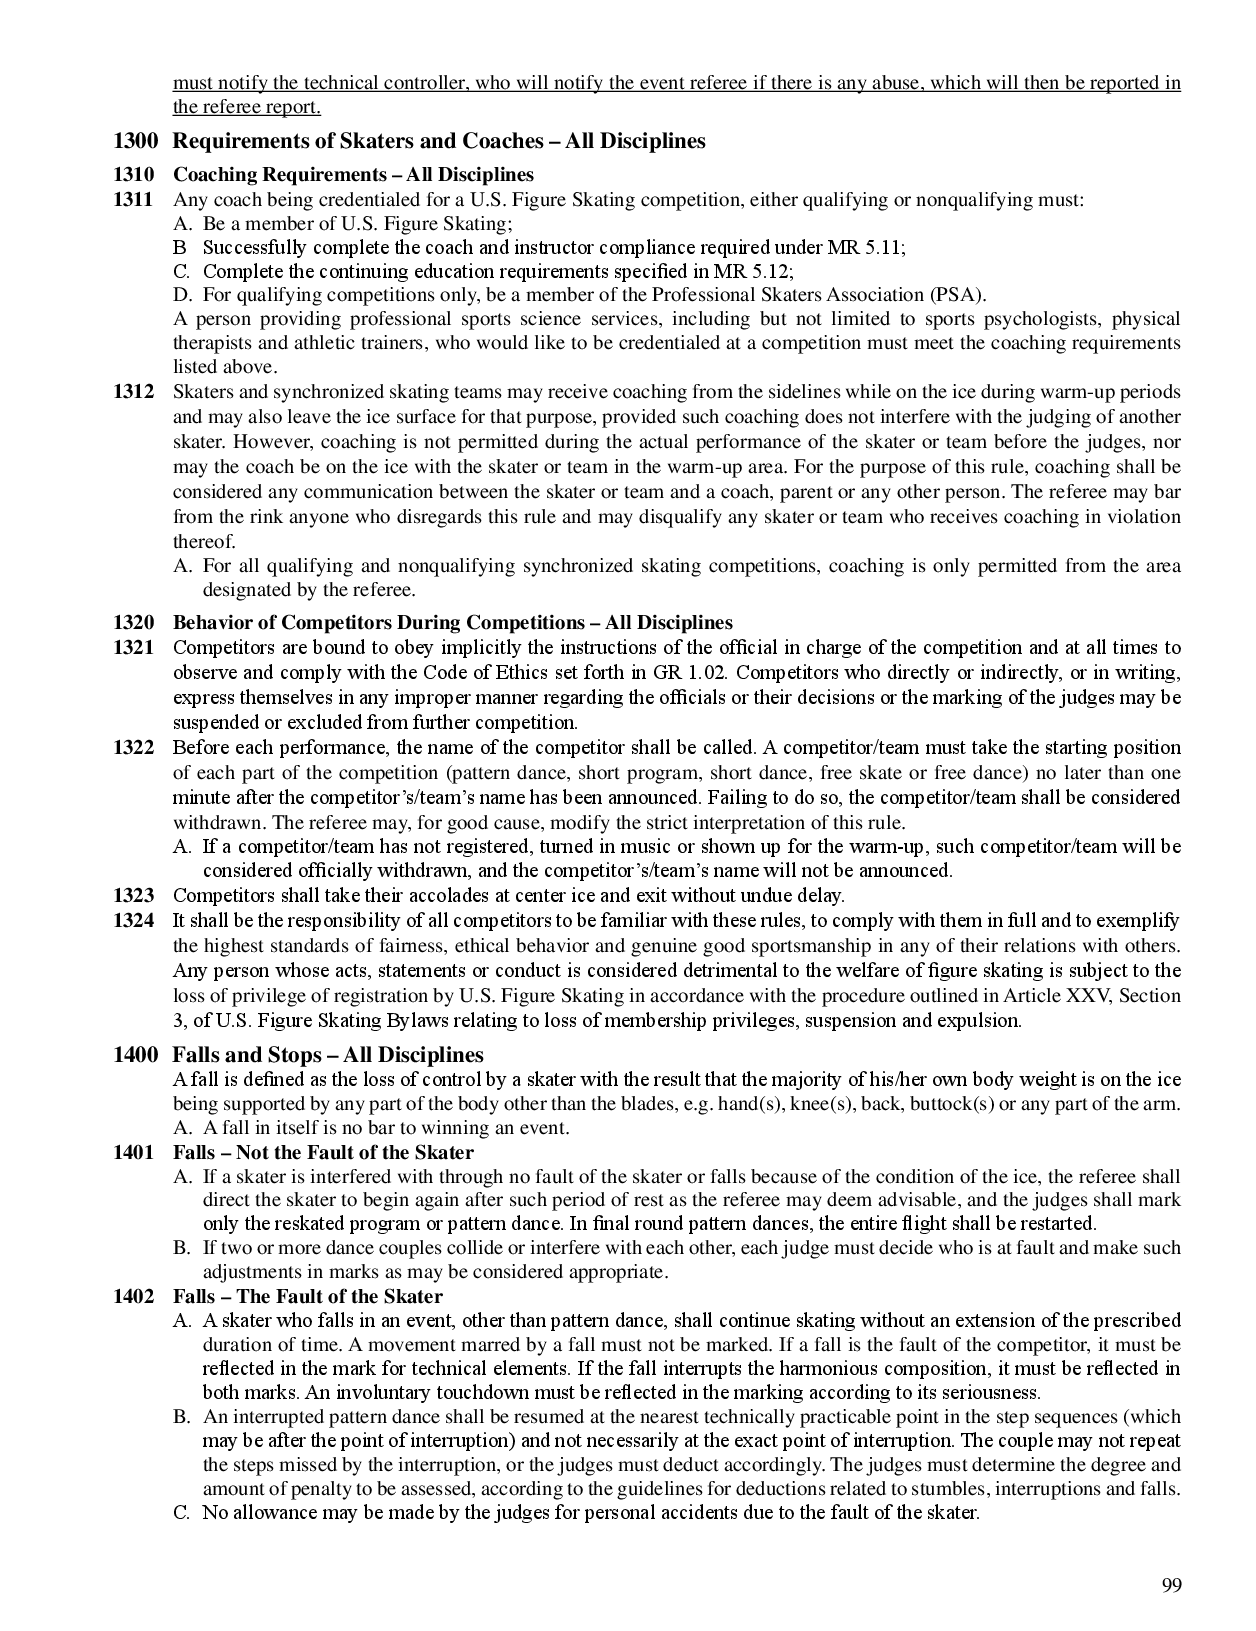 must notify the technical controller, who will notify the event referee if there is any abuse, which will then be reported in
the referee report.
1300 Requirements of Skaters and Coaches – All Disciplines
1310 Coaching Requirements – All Disciplines
1311 Any coach being credentialed for a U.S. Figure Skating competition, either qualifying or nonqualifying must:
A. Be a member of U.S. Figure Skating;
B Successfully complete the coach and instructor compliance required under MR 5.11;
C. Complete the continuing education requirements specified in MR 5.12;
D. For qualifying competitions only, be a member of the Professional Skaters Association (PSA).
A person providing professional sports science services, including but not limited to sports psychologists, physical
therapists and athletic trainers, who would like to be credentialed at a competition must meet the coaching requirements
listed above.
1312 Skaters and synchronized skating teams may receive coaching from the sidelines while on the ice during warm-up periods
and may also leave the ice surface for that purpose, provided such coaching does not interfere with the judging of another
skater. However, coaching is not permitted during the actual performance of the skater or team before the judges, nor
may the coach be on the ice with the skater or team in the warm-up area. For the purpose of this rule, coaching shall be
considered any communication between the skater or team and a coach, parent or any other person. The referee may bar
from the rink anyone who disregards this rule and may disqualify any skater or team who receives coaching in violation
thereof.
A. For all qualifying and nonqualifying synchronized skating competitions, coaching is only permitted from the area
designated by the referee.
1320 Behavior of Competitors During Competitions – All Disciplines
1321 Competitors are bound to obey implicitly the instructions of the official in charge of the competition and at all times to
observe and comply with the Code of Ethics set forth in GR 1.02. Competitors who directly or indirectly, or in writing,
express themselves in any improper manner regarding the officials or their decisions or the marking of the judges may be
suspended or excluded from further competition.
1322 Before each performance, the name of the competitor shall be called. A competitor/team must take the starting position
of each part of the competition (pattern dance, short program, short dance, free skate or free dance) no later than one
minute after the competitor’s/team’s name has been announced. Failing to do so, the competitor/team shall be considered
withdrawn. The referee may, for good cause, modify the strict interpretation of this rule.
A. If a competitor/team has not registered, turned in music or shown up for the warm-up, such competitor/team will be
considered officially withdrawn, and the competitor’s/team’s name will not be announced.
1323 Competitors shall take their accolades at center ice and exit without undue delay.
1324 It shall be the responsibility of all competitors to be familiar with these rules, to comply with them in full and to exemplify
the highest standards of fairness, ethical behavior and genuine good sportsmanship in any of their relations with others.
Any person whose acts, statements or conduct is considered detrimental to the welfare of figure skating is subject to the
loss of privilege of registration by U.S. Figure Skating in accordance with the procedure outlined in Article XXV, Section
3, of U.S. Figure Skating Bylaws relating to loss of membership privileges, suspension and expulsion.
1400 Falls and Stops – All Disciplines
A fall is defined as the loss of control by a skater with the result that the majority of his/her own body weight is on the ice
being supported by any part of the body other than the blades, e.g. hand(s), knee(s), back, buttock(s) or any part of the arm.
A. A fall in itself is no bar to winning an event.
1401 Falls – Not the Fault of the Skater
A. If a skater is interfered with through no fault of the skater or falls because of the condition of the ice, the referee shall
direct the skater to begin again after such period of rest as the referee may deem advisable, and the judges shall mark
only the reskated program or pattern dance. In final round pattern dances, the entire flight shall be restarted.
B. If two or more dance couples collide or interfere with each other, each judge must decide who is at fault and make such
adjustments in marks as may be considered appropriate.
1402 Falls – The Fault of the Skater
A. A skater who falls in an event, other than pattern dance, shall continue skating without an extension of the prescribed
duration of time. A movement marred by a fall must not be marked. If a fall is the fault of the competitor, it must be
reflected in the mark for technical elements. If the fall interrupts the harmonious composition, it must be reflected in
both marks. An involuntary touchdown must be reflected in the marking according to its seriousness.
B. An interrupted pattern dance shall be resumed at the nearest technically practicable point in the step sequences (which
may be after the point of interruption) and not necessarily at the exact point of interruption. The couple may not repeat
the steps missed by the interruption, or the judges must deduct accordingly. The judges must determine the degree and
amount of penalty to be assessed, according to the guidelines for deductions related to stumbles, interruptions and falls.
C. No allowance may be made by the judges for personal accidents due to the fault of the skater.
99